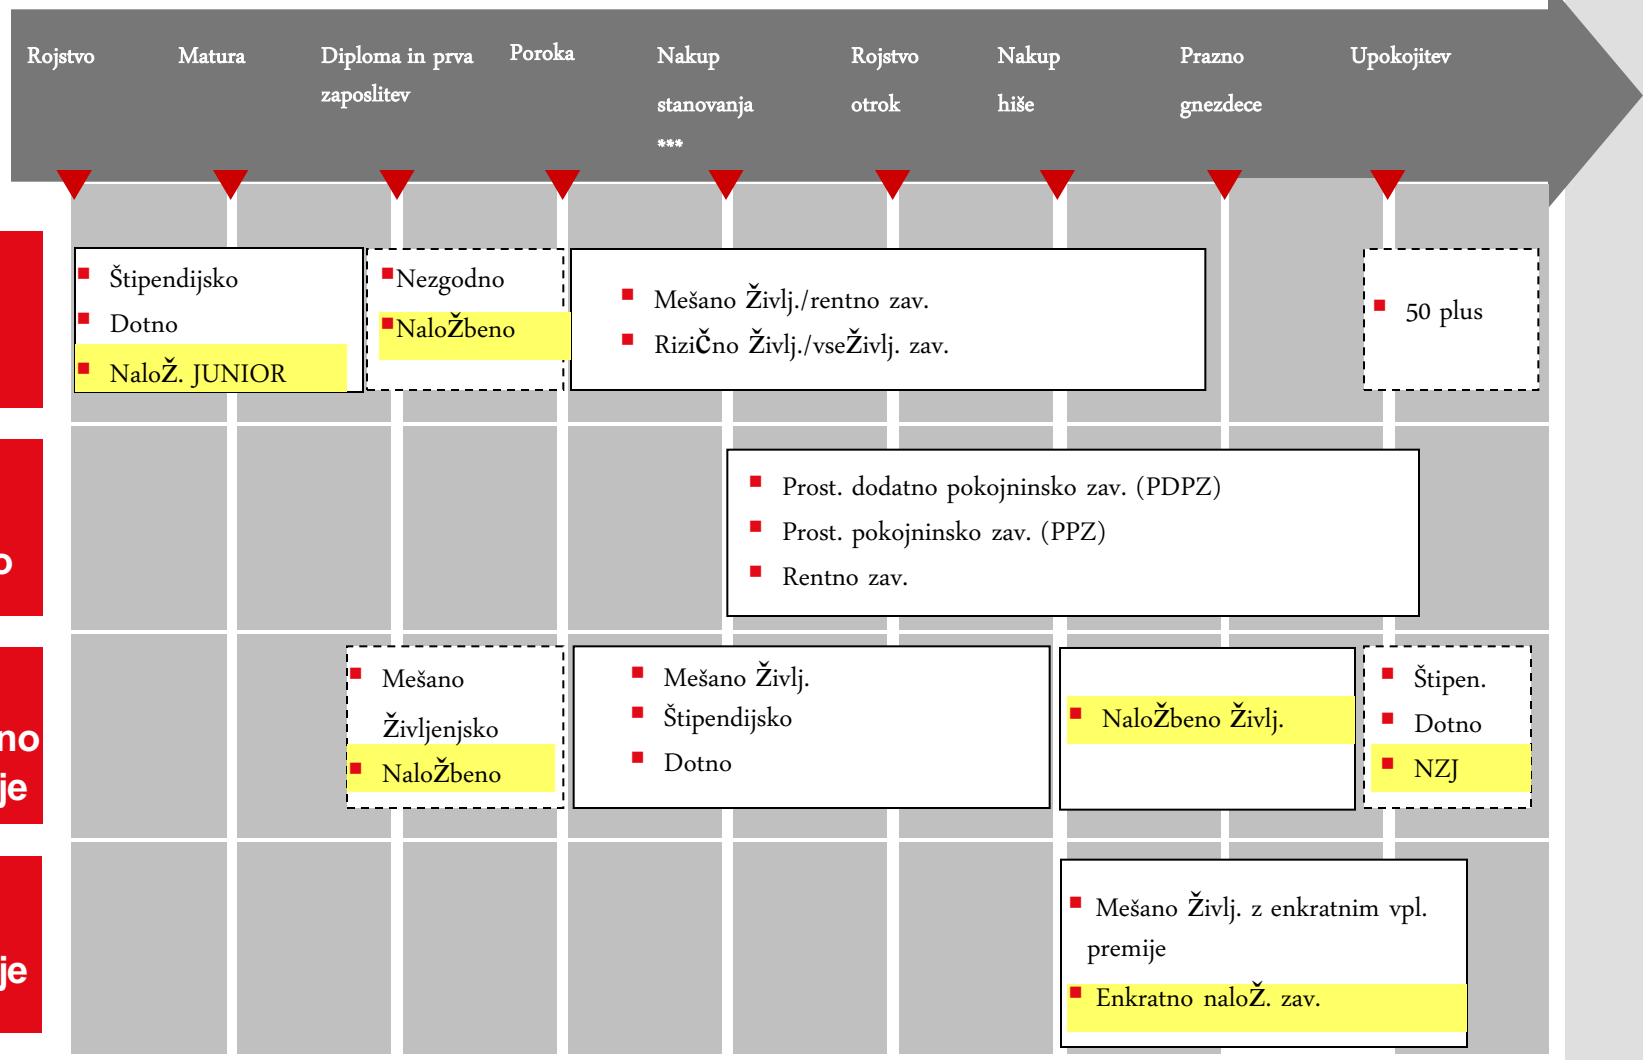 Rojstvo
Matura
Diploma in prva
zaposlitev
Poroka
Nakup
stanovanja
***
Rojstvo
otrok
Nakup
hiše
Prazno
gnezdece
Upokojitev
Štipendijsko
Dotno
NaloŽ. JUNIOR
Nezgodno
NaloŽbeno
Mešano Življ./rentno zav.
RiziČno Življ./vseŽivlj. zav.
50 plus
o
Prost. dodatno pokojninsko zav. (PDPZ)
Prost. pokojninsko zav. (PPZ)
Rentno zav.
no
je
Mešano
Življenjsko
NaloŽbeno
Mešano Življ.
Štipendijsko
Dotno
NaloŽbeno Življ.
Štipen.
Dotno
NZJ
je
Mešano Življ. z enkratnim vpl.
premije
Enkratno naloŽ. zav.